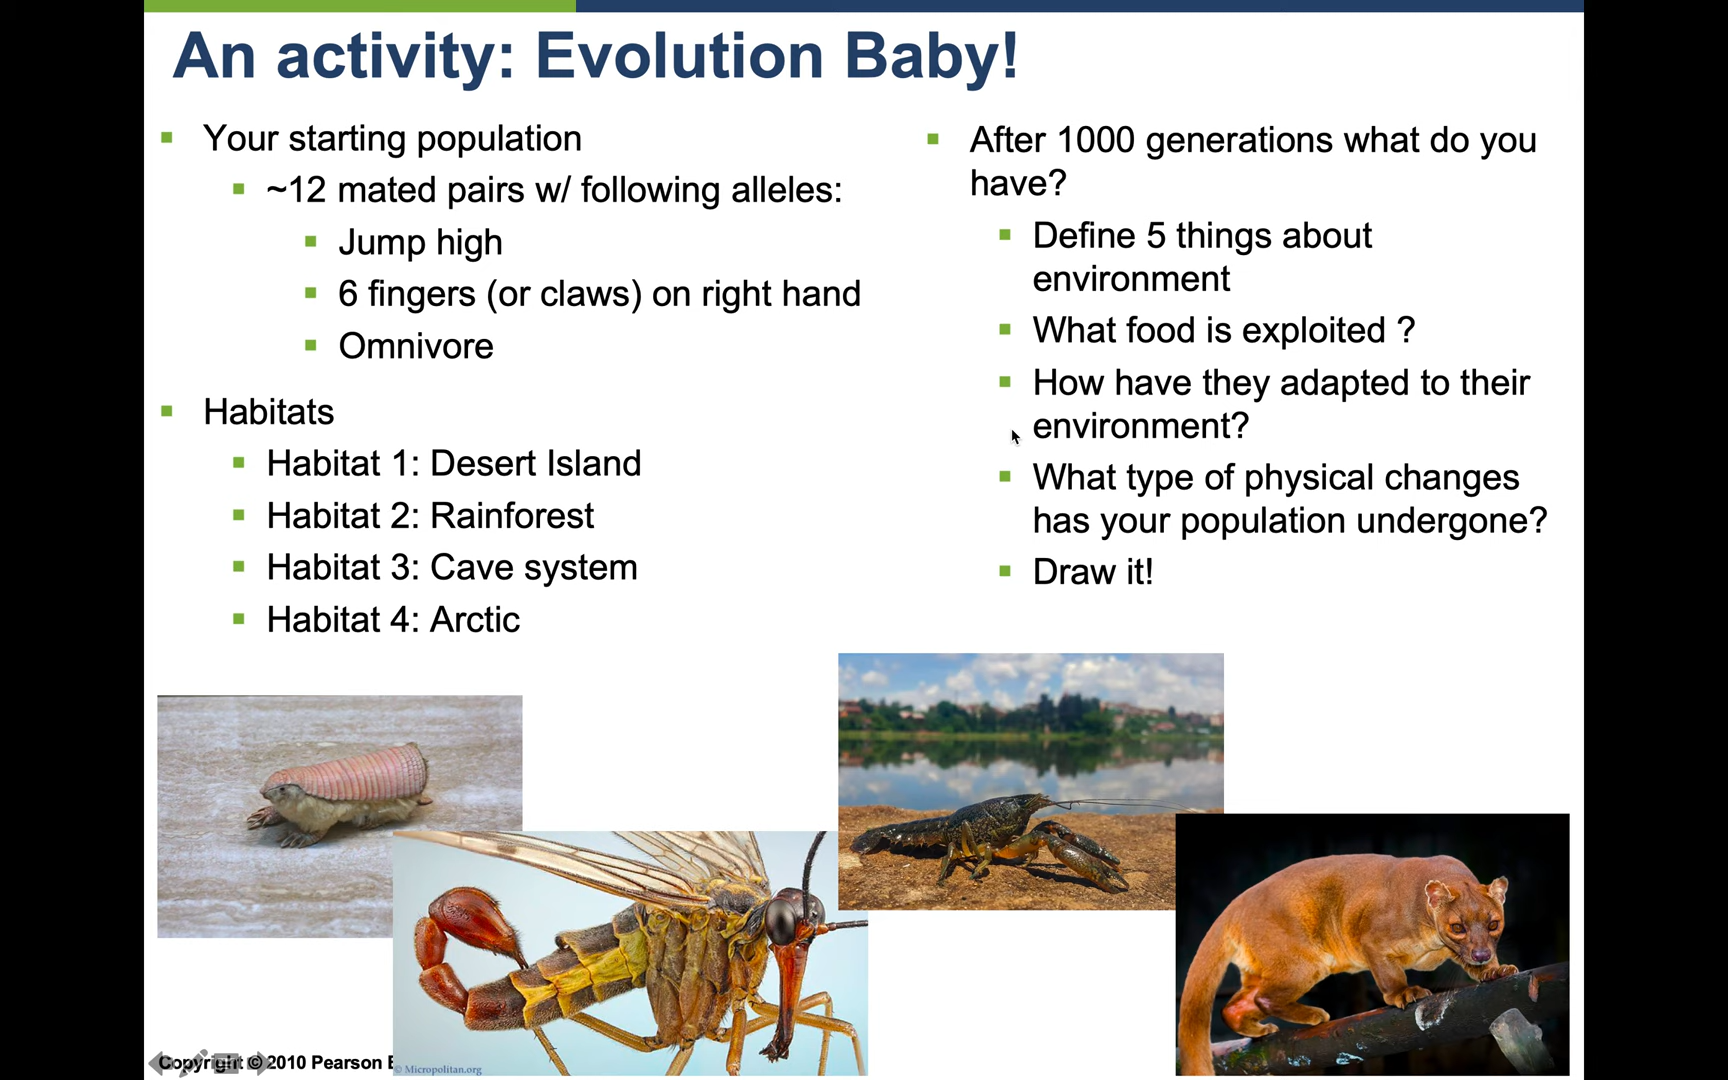 An activity: Evolution Baby!
Your starting population
~12 mated pairs w/ following alleles:
Jump high
6 fingers (or claws) on right hand
Omnivore
Habitats
Habitat 1: Desert Island
Habitat 2: Rainforest
Habitat 3: Cave system
Habitat 4: Arctic
After 1000 generations what do you
have?
Define 5 things about
environment
What food is exploited ?
How have they adapted to their
environment?
What type of physical changes
has your population undergone?
Draw it!
Copyright © 2010 Pearson E
© Micropolitan.org